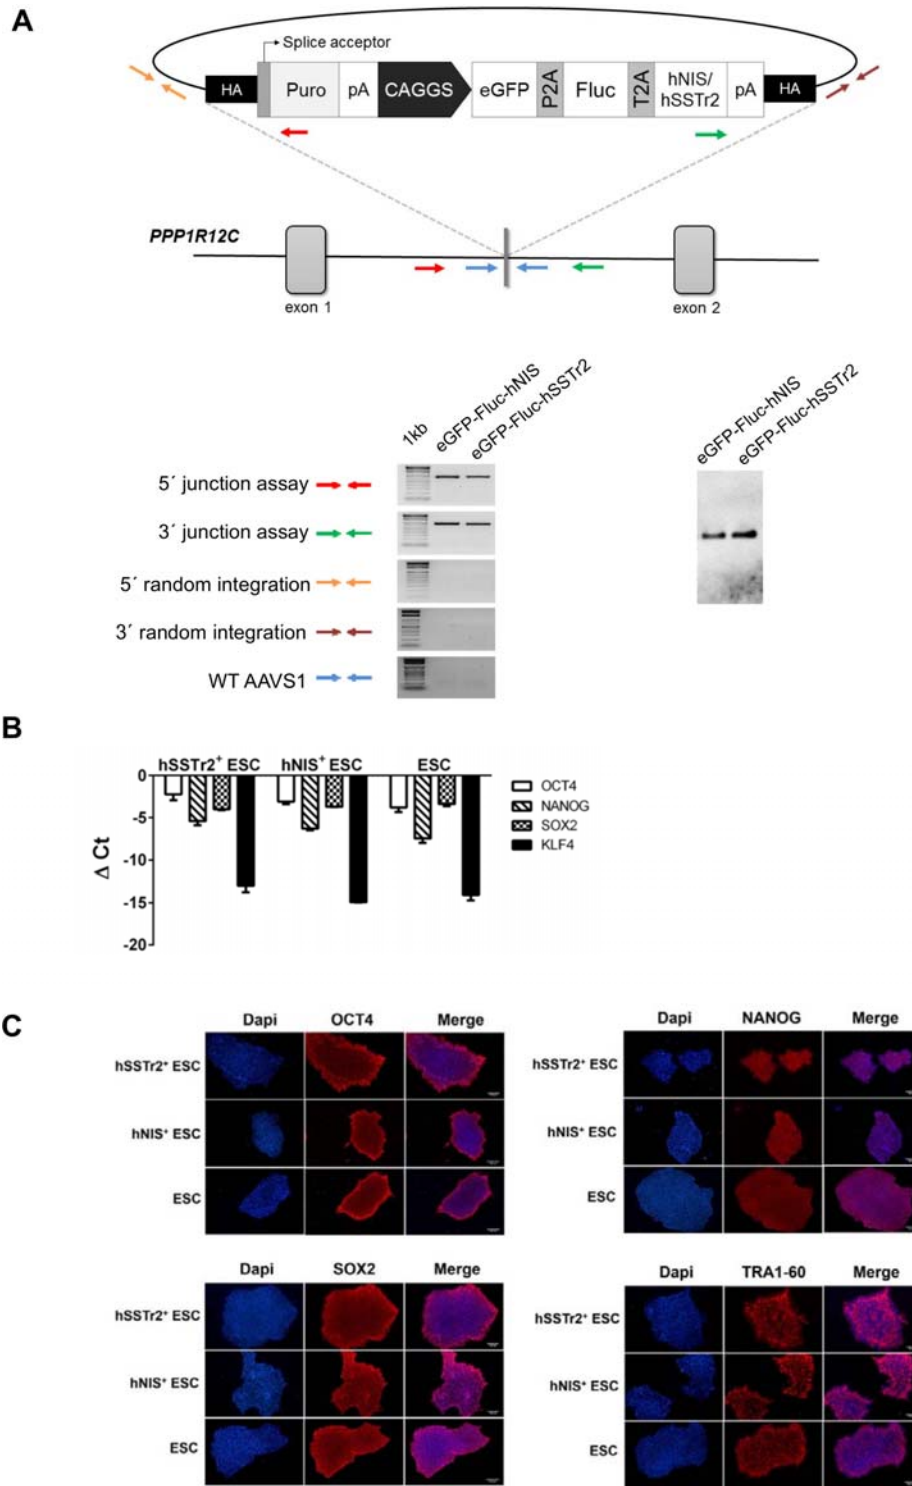 A
Splice acceptor
HA
Puro
pA
CAGGS
eGFP
P2A
Fluc
T2A
hNIS/
hSSTr2
pA
HA
PPP1R12C
exon 1
exon 2
1kb
eGFP-Fluc-hNIS
eGFP-Fluc-hSSTr2
eGFP-Fluc-hNIS
eGFP-Fluc-hSSTr2
5´ junction assay
3´ junction assay
5´ random integration
3´ random integration
WT AAVS1
B
hSSTr2+ ESC
hNIS+ ESC
ESC
0
-5
-10
-15
-20
Δ Ct
OCT4
NANOG
SOX2
KLF4
C
Dapi OCT4 Merge
hSSTr2+ ESC
hNIS+ ESC
ESC
Dapi NANOG Merge
hSSTr2+ ESC
hNIS+ ESC
ESC
Dapi SOX2 Merge
hSSTr2+ ESC
hNIS+ ESC
ESC
Dapi TRA1-60 Merge
hSSTr2+ ESC
hNIS+ ESC
ESC